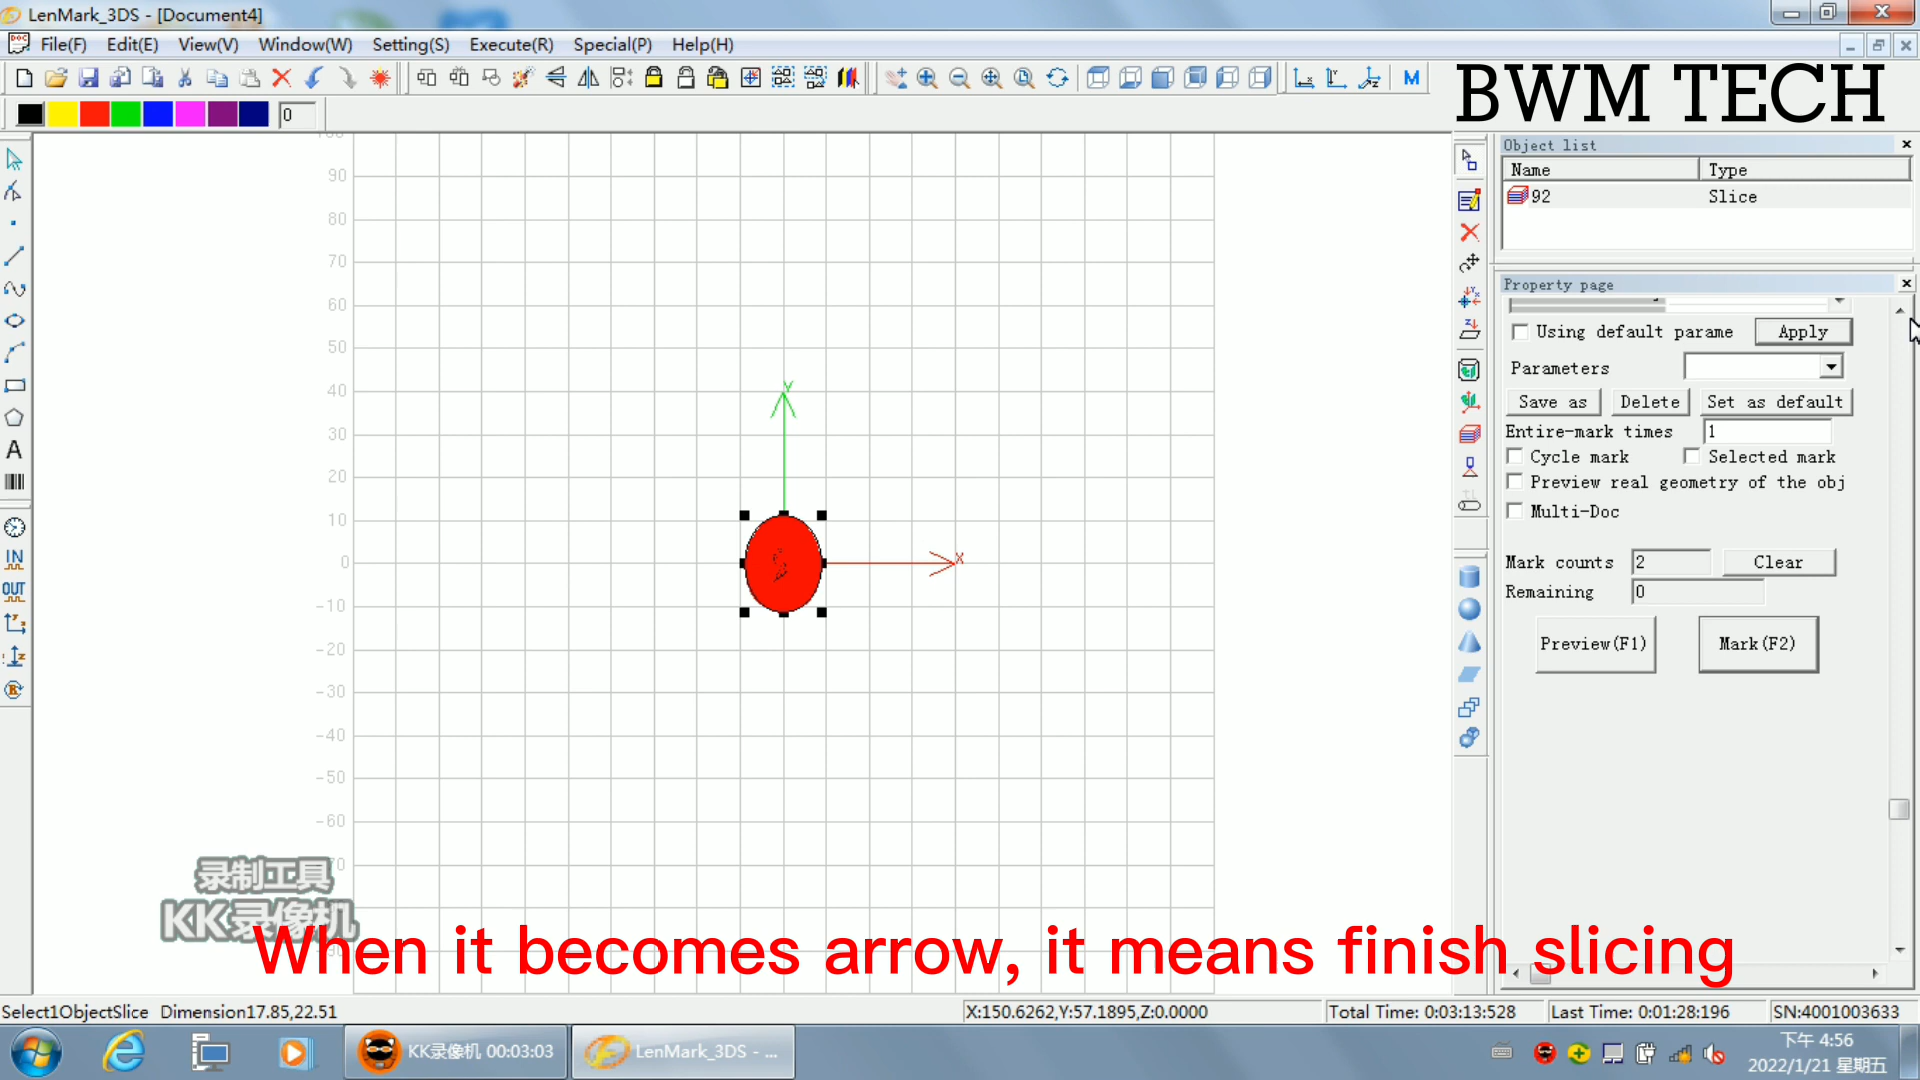 LenMark_3DS - [Document4]
File(F) Edit(E) View(V) Window(W) Setting(S) Execute(R) Special(P) Help(H)
BWM TECH
M
0
Object list
Name Type
92 Slice
Property page
Using default parame Apply
Parameters
Save as Delete Set as default
Entire-mark times 1
Cycle mark Selected mark
Preview real geometry of the obj
Multi-Doc
Mark counts 2 Clear
Remaining 0
Preview(F1) Mark(F2)
A
IN
OUT
90
80
70
60
50
40
30
20
10
0
-10
-20
-30
-40
-50
-60
Y
X
录制工具
KK录像机
When it becomes arrow, it means finish slicing
Select1ObjectSlice Dimension17.85,22.51 X:150.6262,Y:57.1895,Z:0.0000 Total Time: 0:03:13:528 Last Time: 0:01:28:196 SN:4001003633
KK录像机 00:03:03 LenMark_3DS - ...
下午 4:56
2022/1/21 星期五